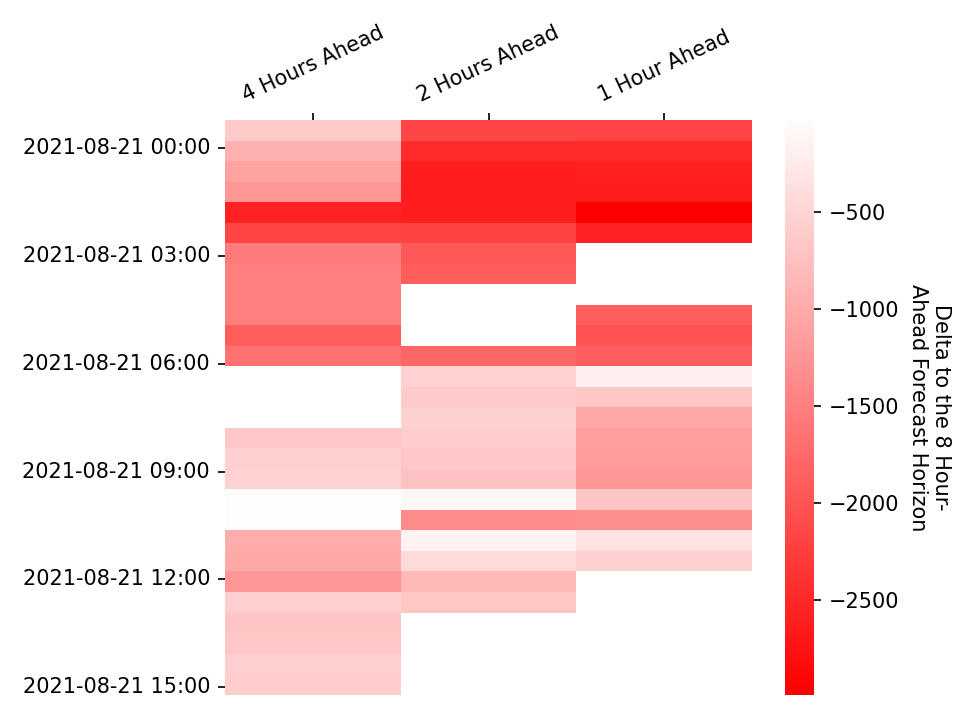 4 Hours Ahead
2 Hours Ahead
1 Hour Ahead
2021-08-21 00:00
2021-08-21 03:00
2021-08-21 06:00
2021-08-21 09:00
2021-08-21 12:00
2021-08-21 15:00
−500
−1000
−1500
−2000
−2500
Delta to the 8 Hour-
Ahead Forecast Horizon